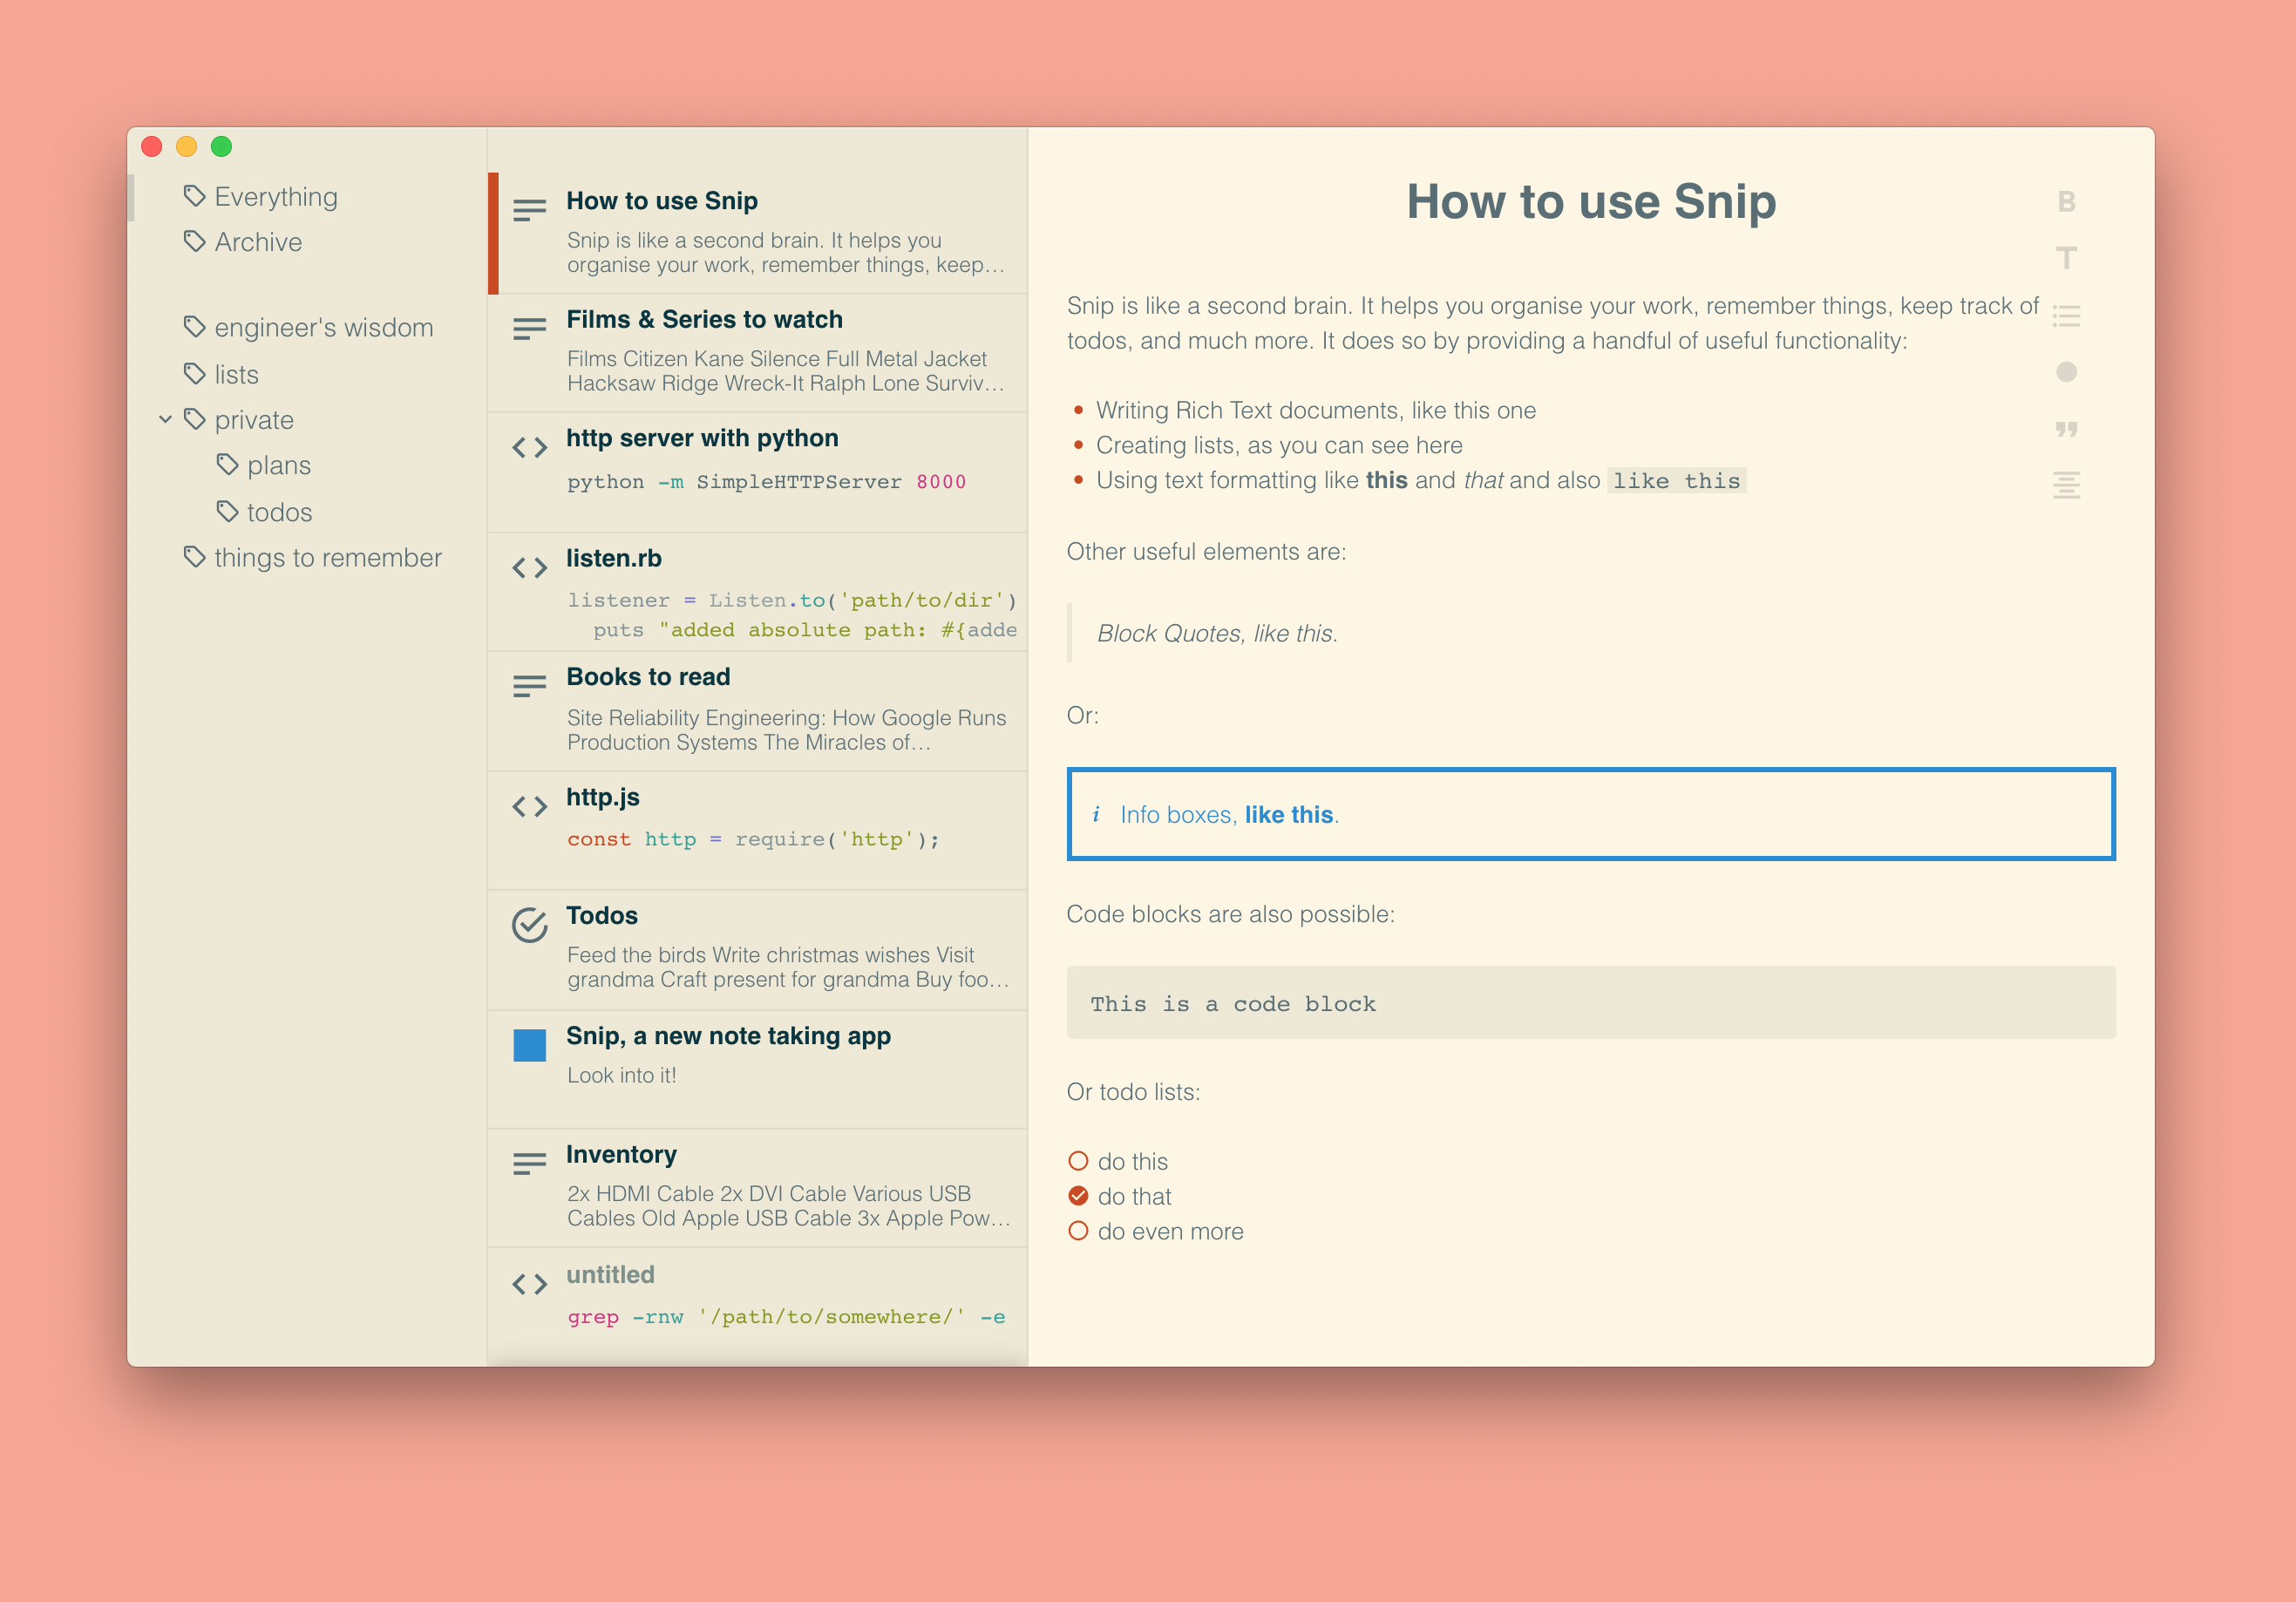 Everything
Archive
engineer's wisdom
lists
private
plans
todos
things to remember
How to use Snip
Snip is like a second brain. It helps you
organise your work, remember things, keep…
Films & Series to watch
Films Citizen Kane Silence Full Metal Jacket
Hacksaw Ridge Wreck-It Ralph Lone Surviv…
http server with python
python -m SimpleHTTPServer 8000
listen.rb
listener = Listen.to('path/to/dir')
puts "added absolute path: #{adde
Books to read
Site Reliability Engineering: How Google Runs
Production Systems The Miracles of…
http.js
const http = require('http');
Todos
Feed the birds Write christmas wishes Visit
grandma Craft present for grandma Buy foo…
Snip, a new note taking app
Look into it!
Inventory
2x HDMI Cable 2x DVI Cable Various USB
Cables Old Apple USB Cable 3x Apple Pow…
untitled
grep -rnw '/path/to/somewhere/' -e
How to use Snip
B
T
Snip is like a second brain. It helps you organise your work, remember things, keep track of
todos, and much more. It does so by providing a handful of useful functionality:
• Writing Rich Text documents, like this one
• Creating lists, as you can see here
• Using text formatting like this and that and also like this
Other useful elements are:
Block Quotes, like this.
Or:
i Info boxes, like this.
Code blocks are also possible:
This is a code block
Or todo lists:
do this
do that
do even more